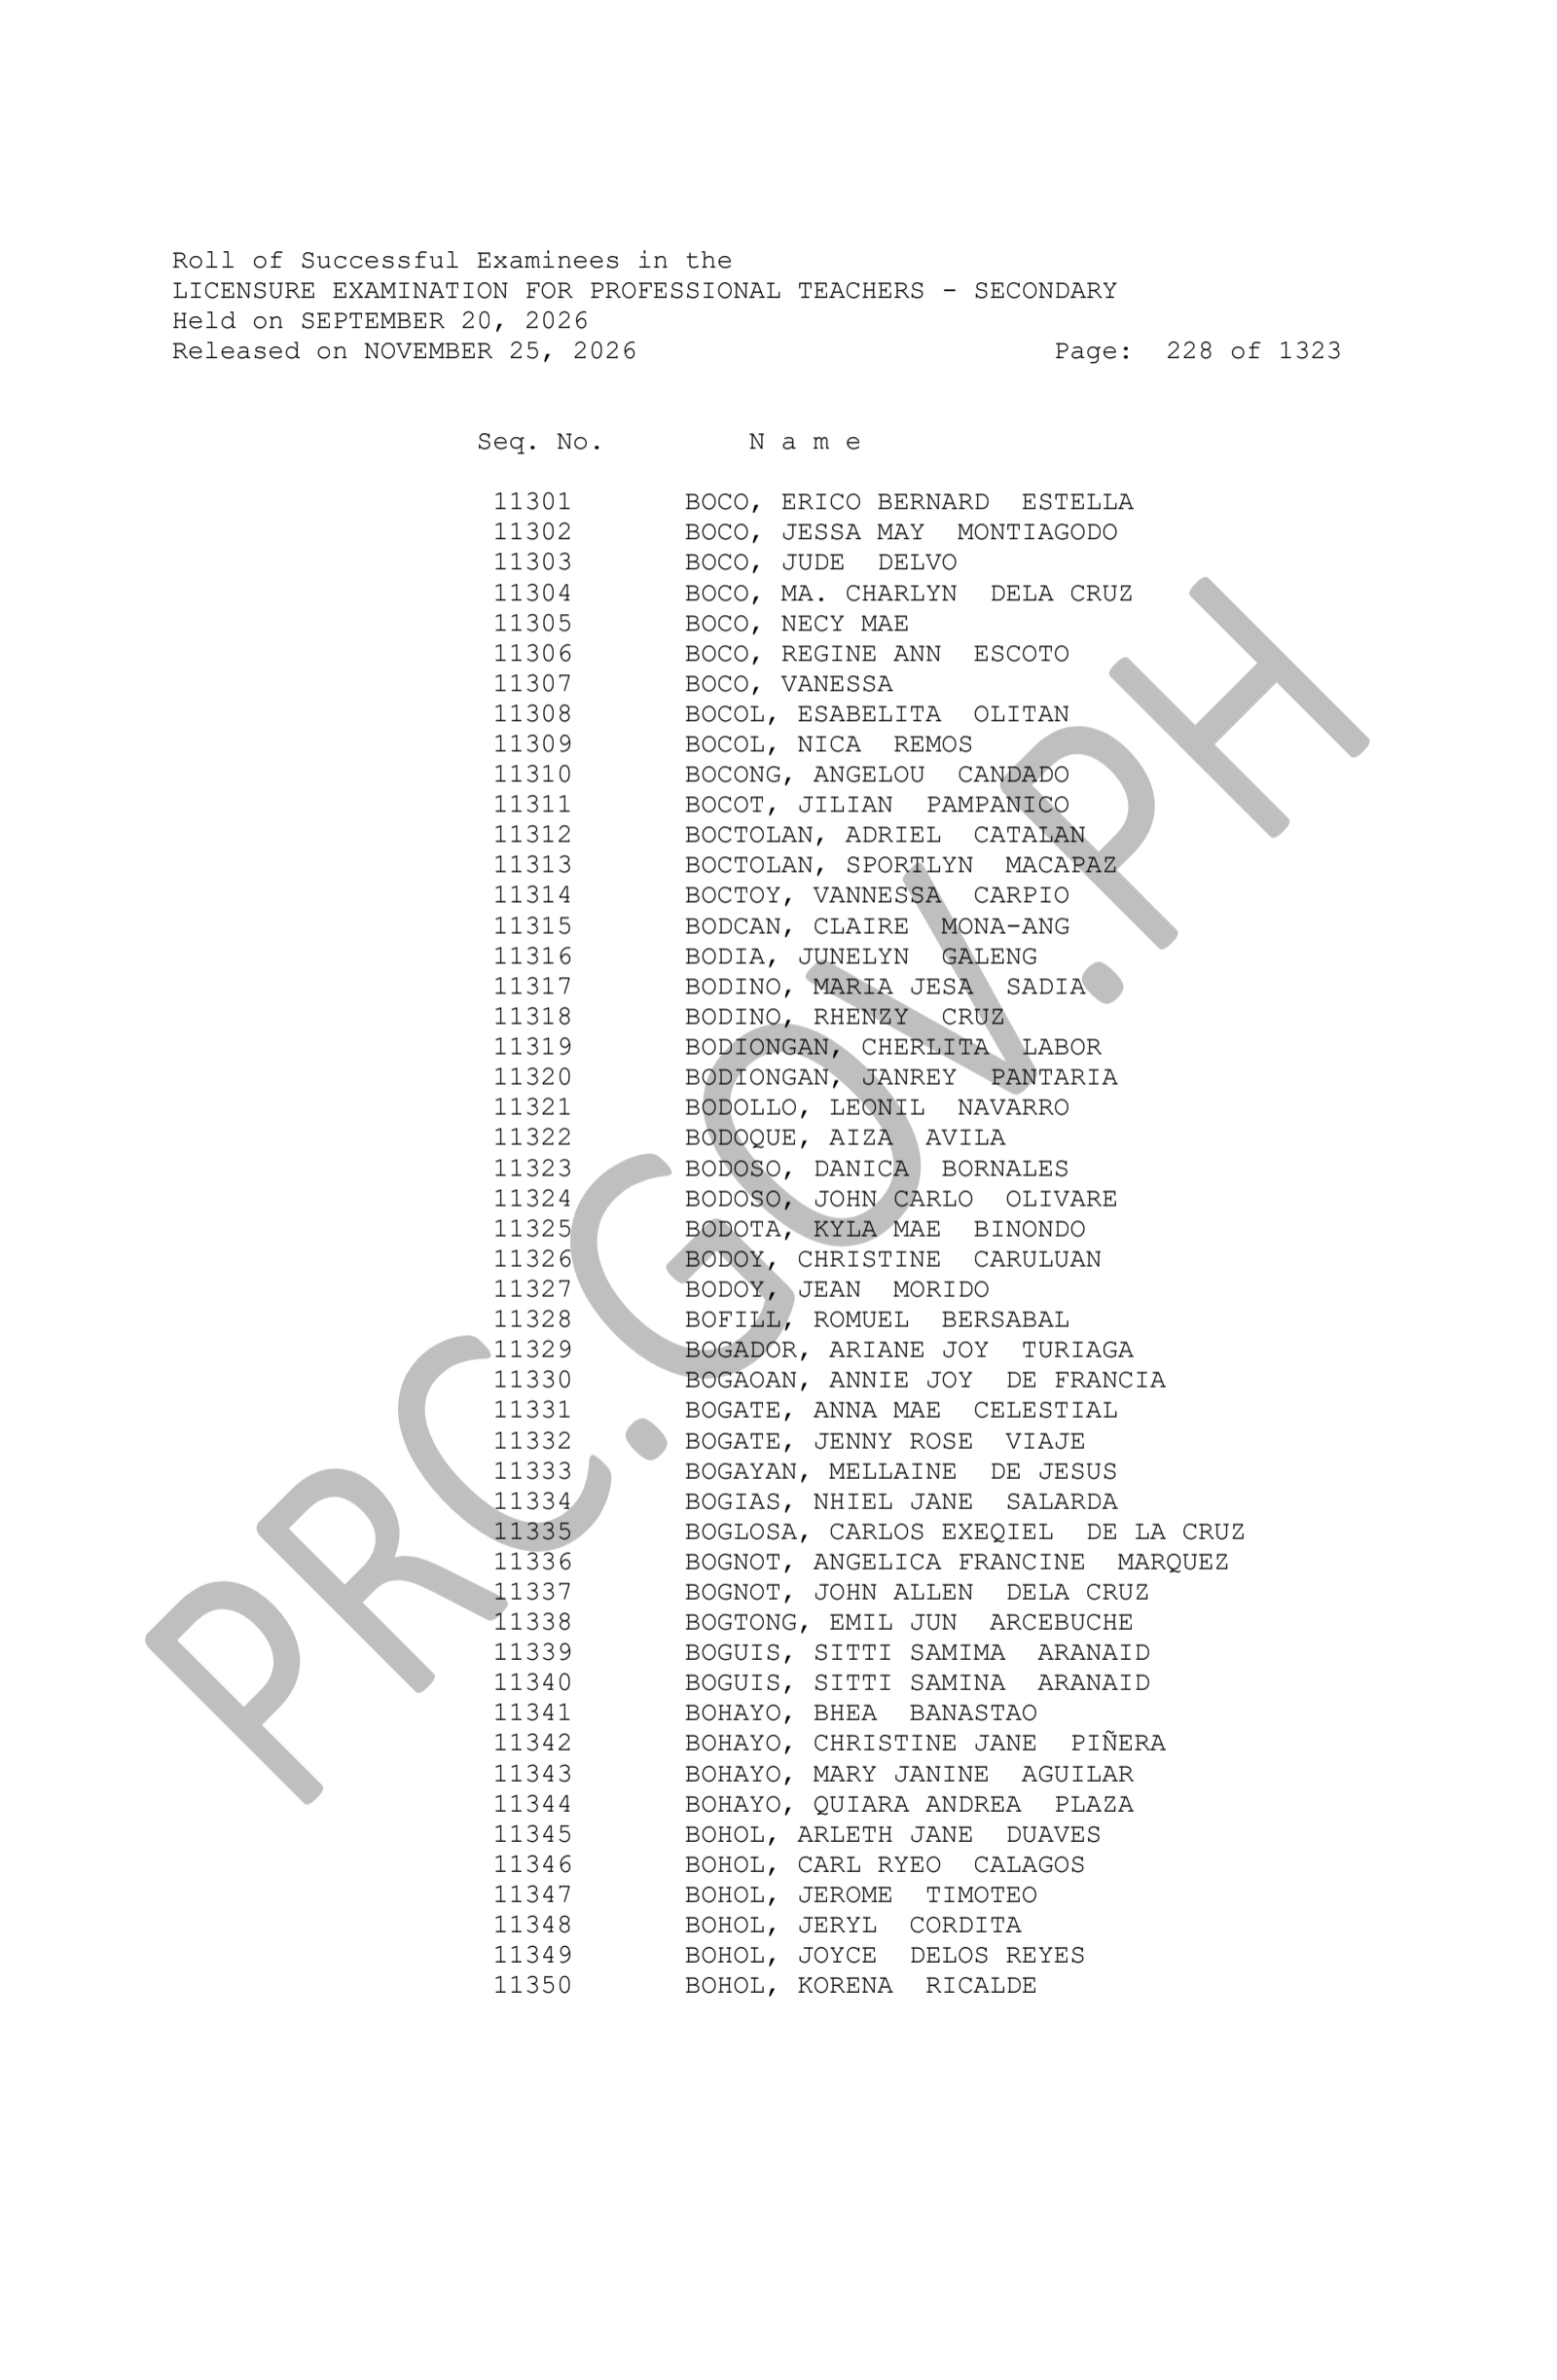 Roll of Successful Examinees in the
LICENSURE EXAMINATION FOR PROFESSIONAL TEACHERS - SECONDARY
Held on SEPTEMBER 20, 2026
Released on NOVEMBER 25, 2026 Page: 228 of 1323
Seq. No. N a m e
11301 BOCO, ERICO BERNARD ESTELLA
11302 BOCO, JESSA MAY MONTIAGODO
11303 BOCO, JUDE DELVO
11304 BOCO, MA. CHARLYN DELA CRUZ
11305 BOCO, NECY MAE
11306 BOCO, REGINE ANN ESCOTO
11307 BOCO, VANESSA
11308 BOCOL, ESABELITA OLITAN
11309 BOCOL, NICA REMOS
11310 BOCONG, ANGELOU CANDADO
11311 BOCOT, JILIAN PAMPANICO
11312 BOCTOLAN, ADRIEL CATALAN
11313 BOCTOLAN, SPORTLYN MACAPAZ
11314 BOCTOY, VANNESSA CARPIO
11315 BODCAN, CLAIRE MONA-ANG
11316 BODIA, JUNELYN GALENG
11317 BODINO, MARIA JESA SADIA
11318 BODINO, RHENZY CRUZ
11319 BODIONGAN, CHERLITA LABOR
11320 BODIONGAN, JANREY PANTARIA
11321 BODOLLO, LEONIL NAVARRO
11322 BODOQUE, AIZA AVILA
11323 BODOSO, DANICA BORNALES
11324 BODOSO, JOHN CARLO OLIVARE
11325 BODOTA, KYLA MAE BINONDO
11326 BODOY, CHRISTINE CARULUAN
11327 BODOY, JEAN MORIDO
11328 BOFILL, ROMUEL BERSABAL
11329 BOGADOR, ARIANE JOY TURIAGA
11330 BOGAOAN, ANNIE JOY DE FRANCIA
11331 BOGATE, ANNA MAE CELESTIAL
11332 BOGATE, JENNY ROSE VIAJE
11333 BOGAYAN, MELLAINE DE JESUS
11334 BOGIAS, NHIEL JANE SALARDA
11335 BOGLOSA, CARLOS EXEQIEL DE LA CRUZ
11336 BOGNOT, ANGELICA FRANCINE MARQUEZ
11337 BOGNOT, JOHN ALLEN DELA CRUZ
11338 BOGTONG, EMIL JUN ARCEBUCHE
11339 BOGUIS, SITTI SAMIMA ARANAID
11340 BOGUIS, SITTI SAMINA ARANAID
11341 BOHAYO, BHEA BANASTAO
11342 BOHAYO, CHRISTINE JANE PIÑERA
11343 BOHAYO, MARY JANINE AGUILAR
11344 BOHAYO, QUIARA ANDREA PLAZA
11345 BOHOL, ARLETH JANE DUAVES
11346 BOHOL, CARL RYEO CALAGOS
11347 BOHOL, JEROME TIMOTEO
11348 BOHOL, JERYL CORDITA
11349 BOHOL, JOYCE DELOS REYES
11350 BOHOL, KORENA RICALDE
PRC.GOV.PH